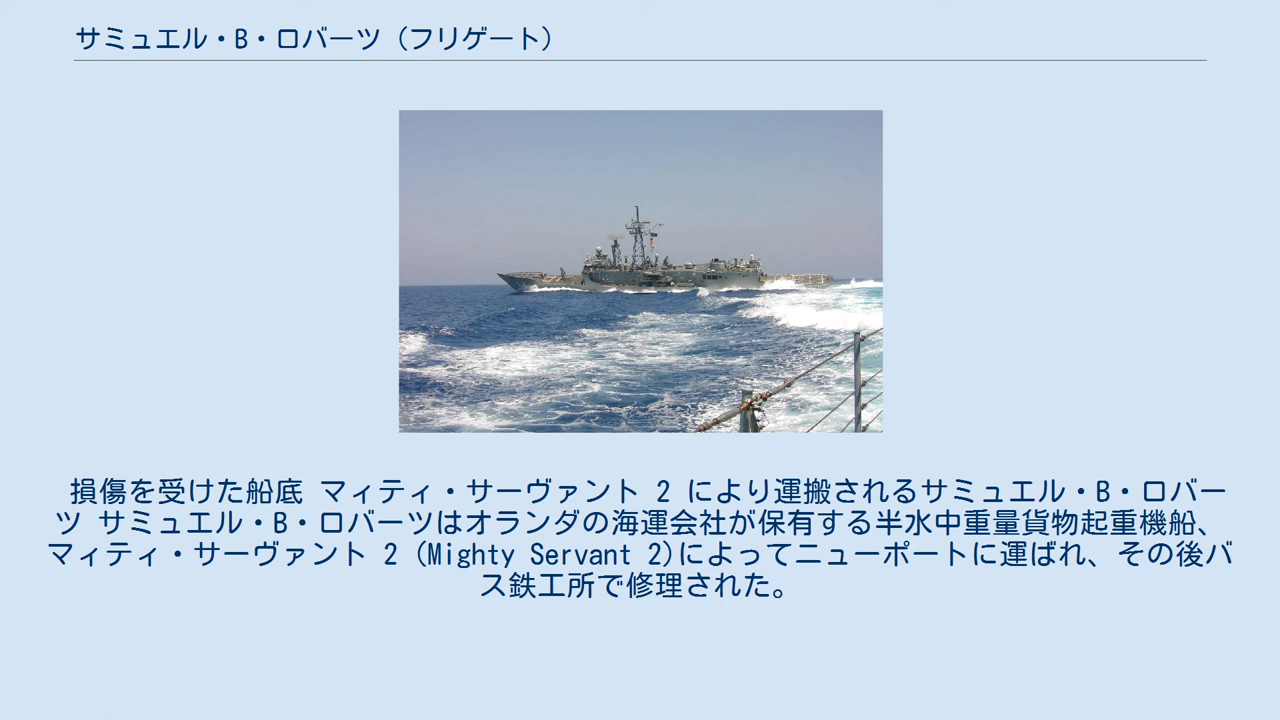 サミュエル・B・ロバーツ（フリゲート）
損傷を受けた船底 マィティ・サーヴァント 2 により運搬されるサミュエル・B・ロバー
ツ サミュエル・B・ロバーツはオランダの海運会社が保有する半水中重量貨物起重機船、
マィティ・サーヴァント 2 (Mighty Servant 2)によってニューポートに運ばれ、その後バ
ス鉄工所で修理された。